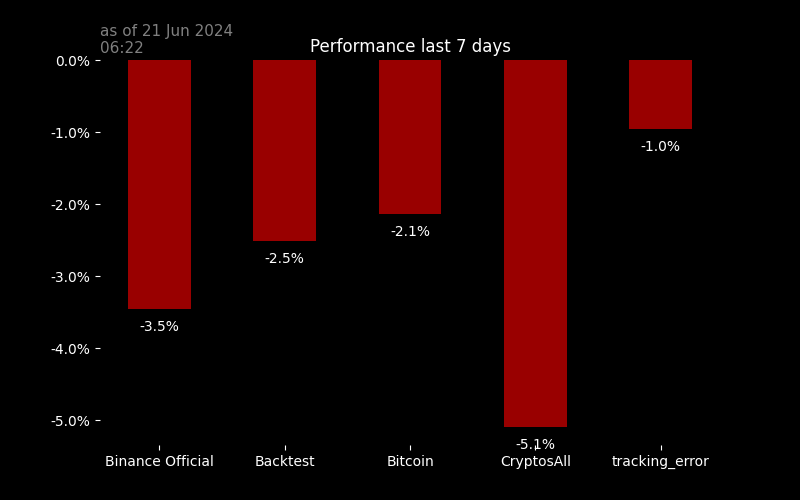 as of 21 Jun 2024
06:22
Performance last 7 days
0.0%
-1.0%
-2.0%
-3.0%
-4.0%
-5.0%
-3.5%
-2.5%
-2.1%
-5.1%
-1.0%
Binance Official
Backtest
Bitcoin
CryptosAll
tracking_error